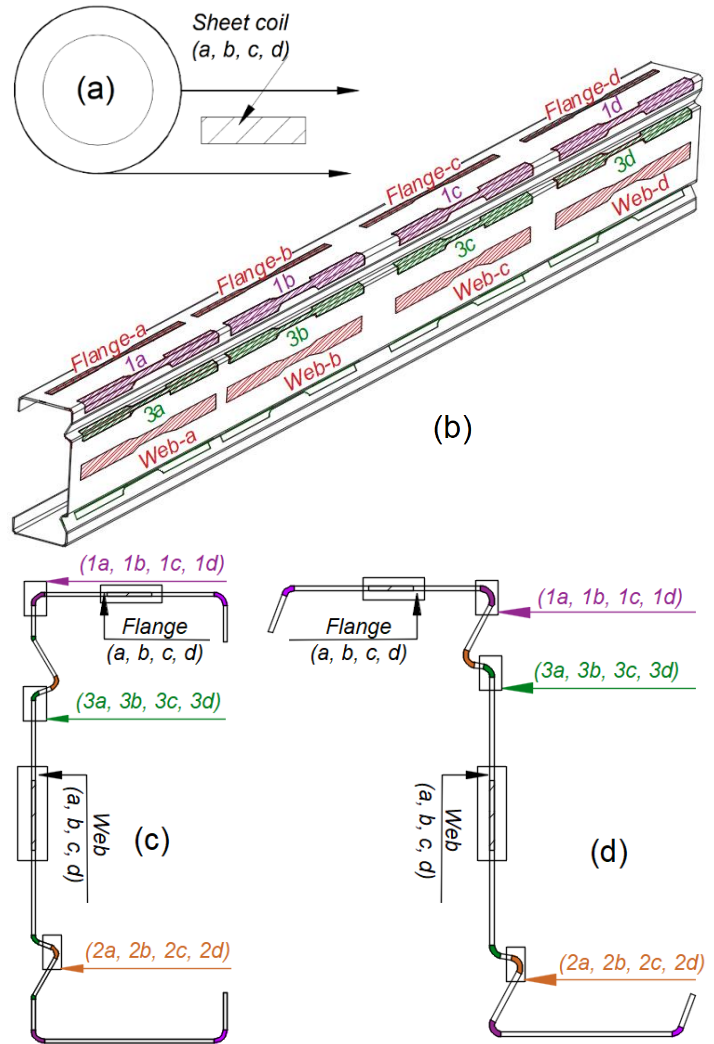 Sheet coil
(a, b, c, d)
(a)
Flange-d
1d
Flange-c
1c
3d
Web-d
Flange-b
1b
3c
Web-c
Flange-a
1a
3b
Web-b
3a
Web-a
(b)
(1a, 1b, 1c, 1d)
Flange
(a, b, c, d)
(3a, 3b, 3c, 3d)
Web
(a, b, c, d)
(c)
(2a, 2b, 2c, 2d)
(1a, 1b, 1c, 1d)
Flange
(a, b, c, d)
(3a, 3b, 3c, 3d)
Web
(a, b, c, d)
(d)
(2a, 2b, 2c, 2d)